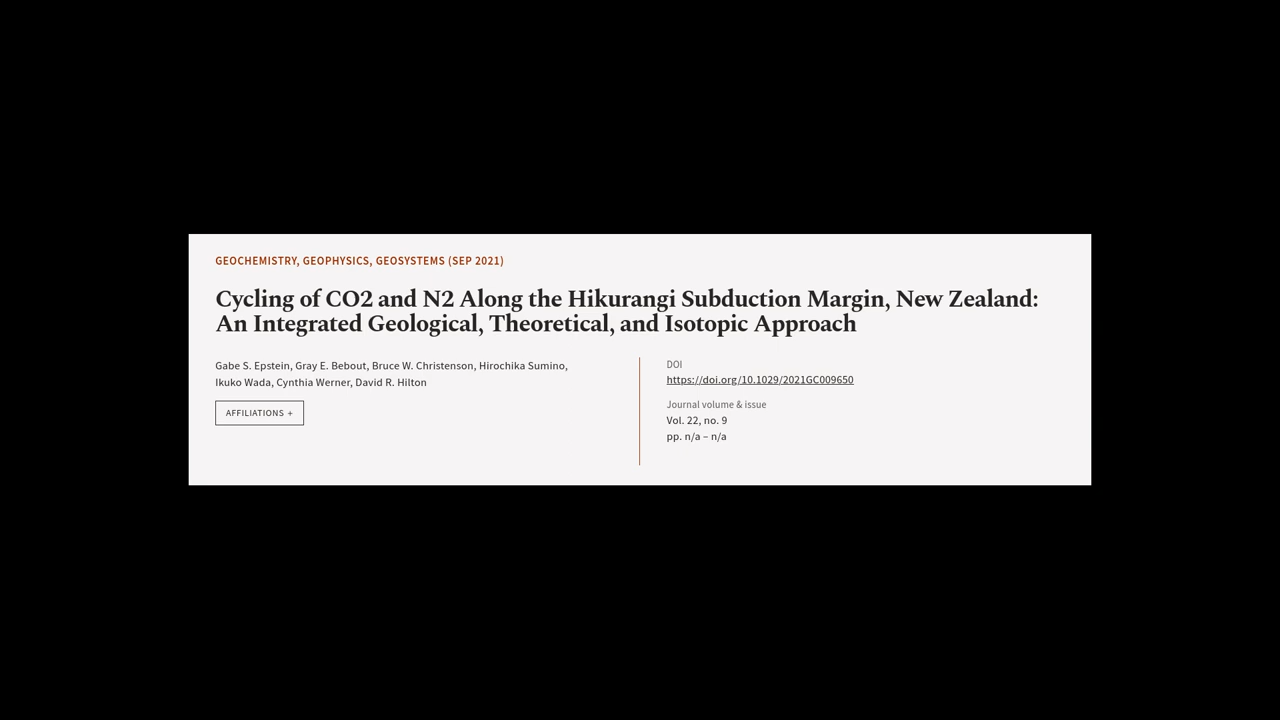 GEOCHEMISTRY, GEOPHYSICS, GEOSYSTEMS (SEP 2021)
Cycling of CO2 and N2 Along the Hikurangi Subduction Margin, New Zealand:
An Integrated Geological, Theoretical, and Isotopic Approach
Gabe S. Epstein, Gray E. Bebout, Bruce W. Christenson, Hirochika Sumino,
Ikuko Wada, Cynthia Werner, David R. Hilton
AFFILIATIONS +
DOI
https://doi.org/10.1029/2021GC009650
Journal volume & issue
Vol. 22, no. 9
pp. n/a – n/a